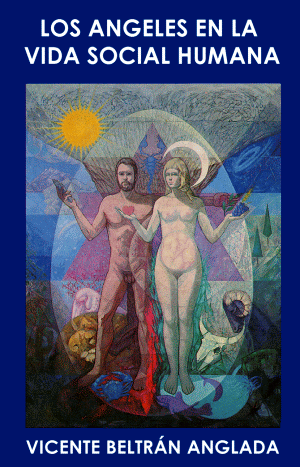 LOS ANGELES EN LA
VIDA SOCIAL HUMANA
VICENTE BELTRÁN ANGLADA